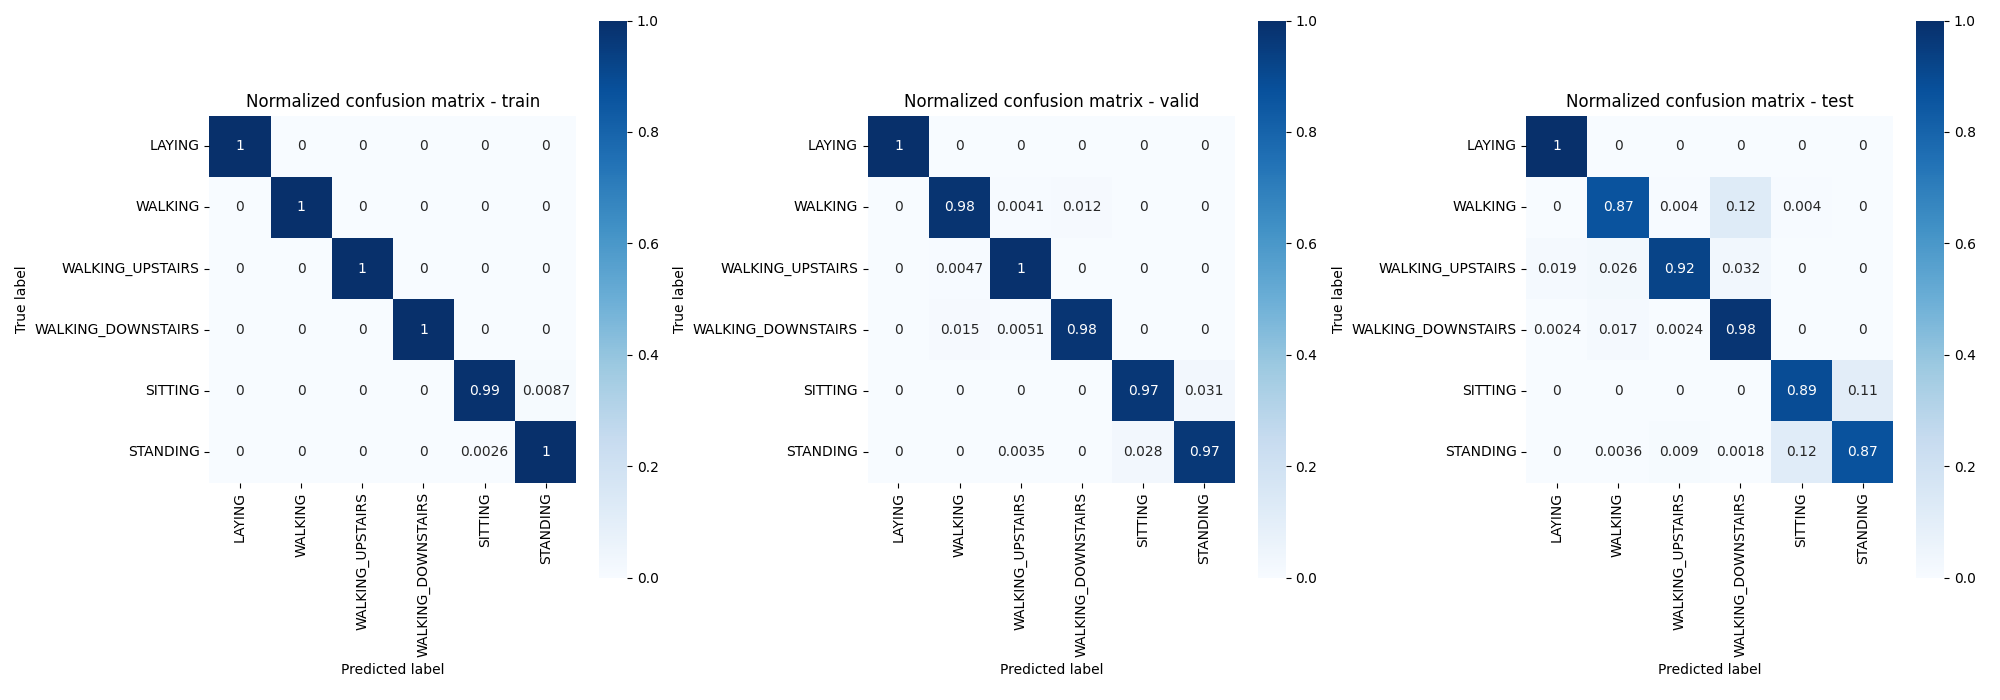 Normalized confusion matrix - train
True label
LAYING 1 0 0 0 0 0
WALKING 0 1 0 0 0 0
WALKING_UPSTAIRS 0 0 1 0 0 0
WALKING_DOWNSTAIRS 0 0 0 1 0 0
SITTING 0 0 0 0 0.99 0.0087
STANDING 0 0 0 0 0.0026 1
LAYING
WALKING
WALKING_UPSTAIRS
WALKING_DOWNSTAIRS
SITTING
STANDING
Predicted label
1.0
0.8
0.6
0.4
0.2
0.0
Normalized confusion matrix - valid
True label
LAYING 1 0 0 0 0 0
WALKING 0 0.98 0.0041 0.012 0 0
WALKING_UPSTAIRS 0 0.0047 1 0 0 0
WALKING_DOWNSTAIRS 0 0.015 0.0051 0.98 0 0
SITTING 0 0 0 0 0.97 0.031
STANDING 0 0 0.0035 0 0.028 0.97
LAYING
WALKING
WALKING_UPSTAIRS
WALKING_DOWNSTAIRS
SITTING
STANDING
Predicted label
1.0
0.8
0.6
0.4
0.2
0.0
Normalized confusion matrix - test
True label
LAYING 1 0 0 0 0 0
WALKING 0 0.87 0.004 0.12 0.004 0
WALKING_UPSTAIRS 0.019 0.026 0.92 0.032 0 0
WALKING_DOWNSTAIRS 0.0024 0.017 0.0024 0.98 0 0
SITTING 0 0 0 0 0.89 0.11
STANDING 0 0.0036 0.009 0.0018 0.12 0.87
LAYING
WALKING
WALKING_UPSTAIRS
WALKING_DOWNSTAIRS
SITTING
STANDING
Predicted label
1.0
0.8
0.6
0.4
0.2
0.0